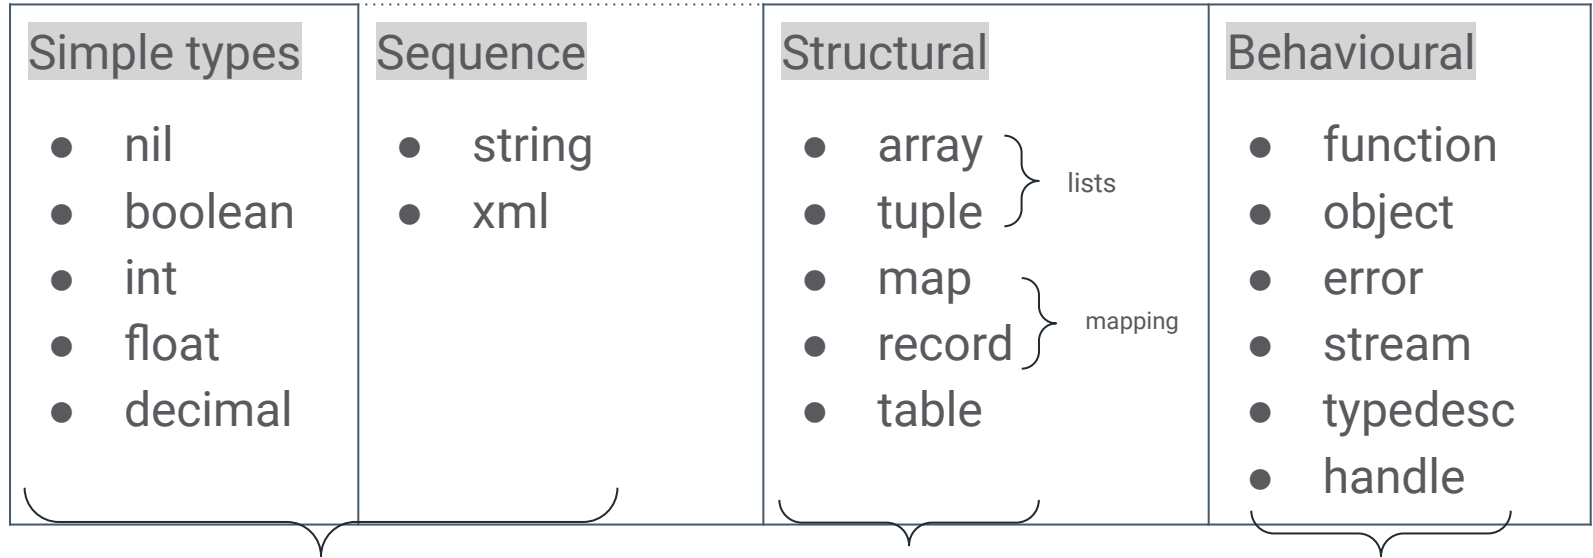 Simple types
● nil
● boolean
● int
● float
● decimal
Sequence
● string
● xml
Structural
● array
● tuple
lists
● map
● record
mapping
● table
Behavioural
● function
● object
● error
● stream
● typedesc
● handle